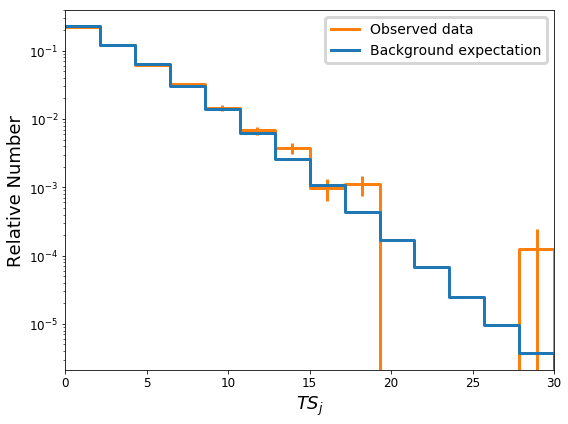 Observed data
Background expectation
Relative Number
10^{-1}
10^{-2}
10^{-3}
10^{-4}
10^{-5}
0 5 10 15 20 25 30
TS_j